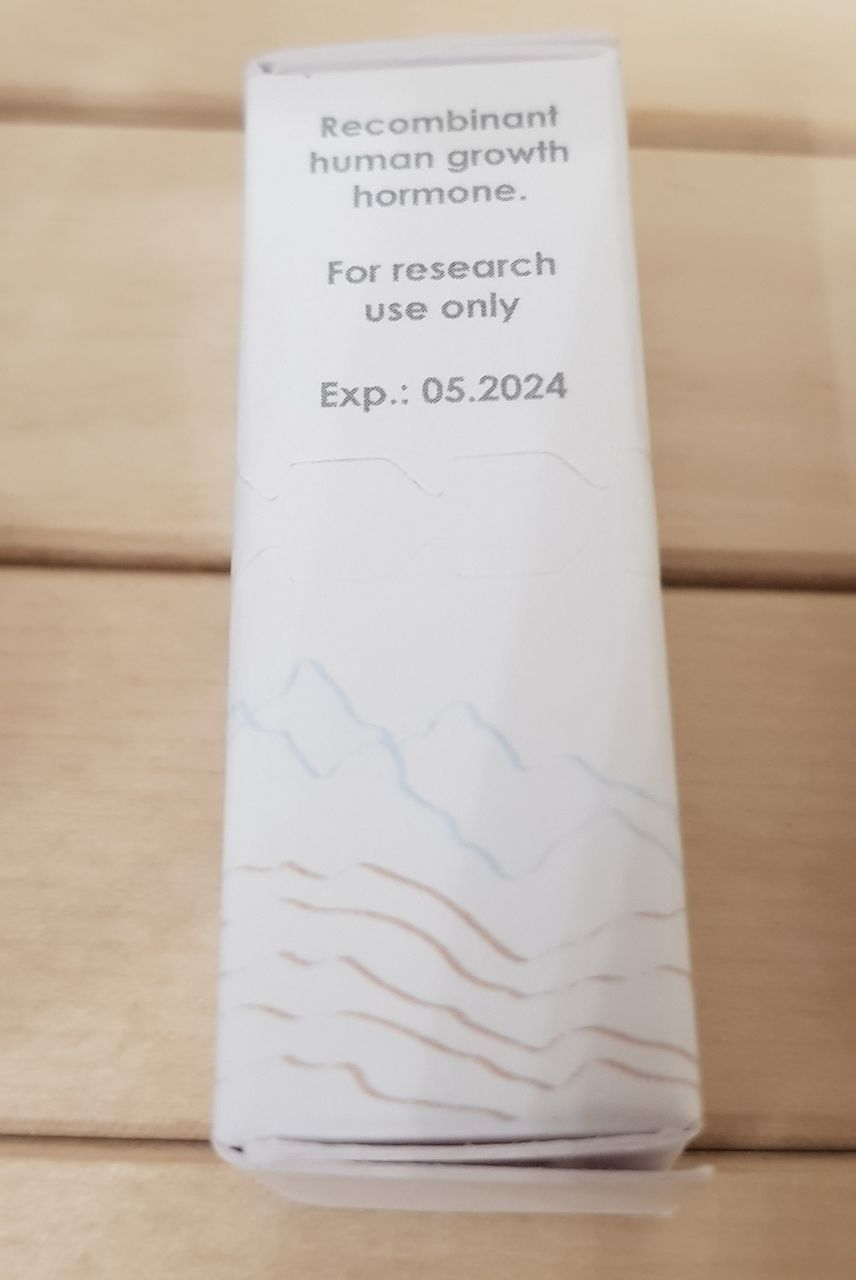 Recombinant
human growth
hormone.
For research
use only
Exp.: 05.2024